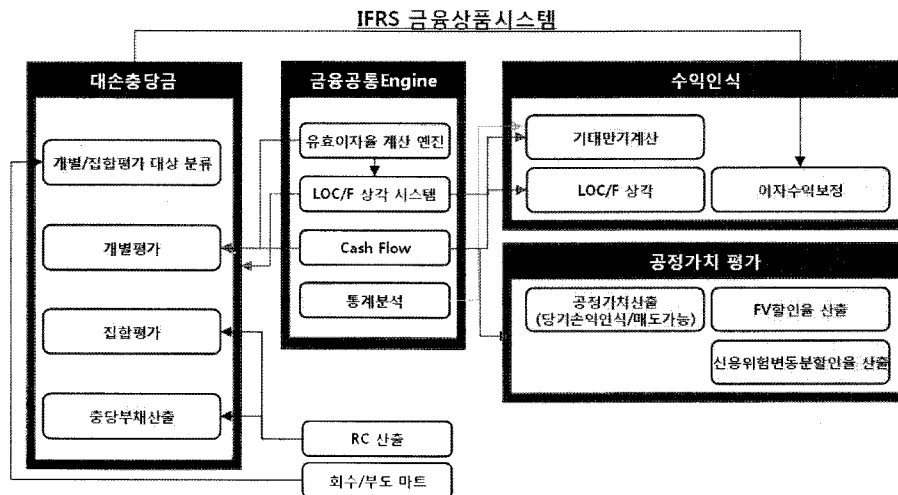 IFRS 금융상품시스템
대손충당금
개별/집합평가 대상 분류
개별평가
집합평가
충당부채산출
금융공통Engine
유효이자율 계산 엔진
LOC/F 상각 시스템
Cash Flow
통계분석
RC 산출
회수/부도 마트
수익인식
기대만기계산
LOC/F 상각
이자수익보정
공정가치 평가
공정가치산출
(당기손익인식/매도가능)
FV할인율 산출
신용위험변동분할인율 산출